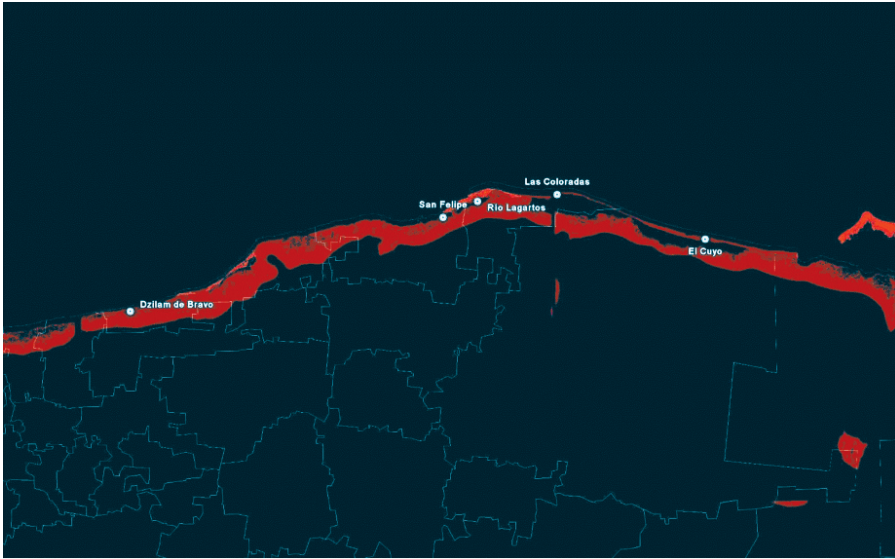 Las Coloradas
San Felipe
Rio Lagartos
El Cuyo
Dzilam de Bravo